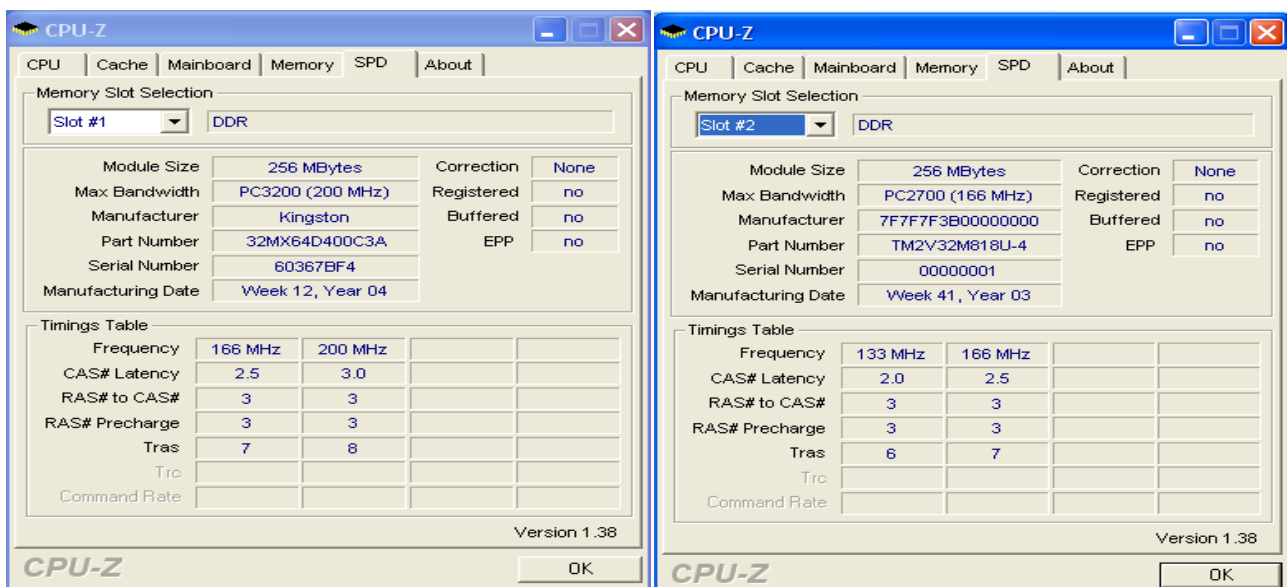 CPU-Z
CPU Cache Mainboard Memory SPD About
Memory Slot Selection
Slot #1 DDR
Module Size 256 MBytes Correction None
Max Bandwidth PC3200 (200 MHz) Registered no
Manufacturer Kingston Buffered no
Part Number 32MX64D400C3A EPP no
Serial Number 60367BF4
Manufacturing Date Week 12, Year 04
Timings Table
Frequency 166 MHz 200 MHz
CAS# Latency 2.5 3.0
RAS# to CAS# 3 3
RAS# Precharge 3 3
Tras 7 8
Trc
Command Rate
Version 1.38
CPU-Z OK
CPU-Z
CPU Cache Mainboard Memory SPD About
Memory Slot Selection
Slot #2 DDR
Module Size 256 MBytes Correction None
Max Bandwidth PC2700 (166 MHz) Registered no
Manufacturer 7F7F7F3B00000000 Buffered no
Part Number TM2V32M818U-4 EPP no
Serial Number 00000001
Manufacturing Date Week 41, Year 03
Timings Table
Frequency 133 MHz 166 MHz
CAS# Latency 2.0 2.5
RAS# to CAS# 3 3
RAS# Precharge 3 3
Tras 6 7
Trc
Command Rate
Version 1.38
CPU-Z OK